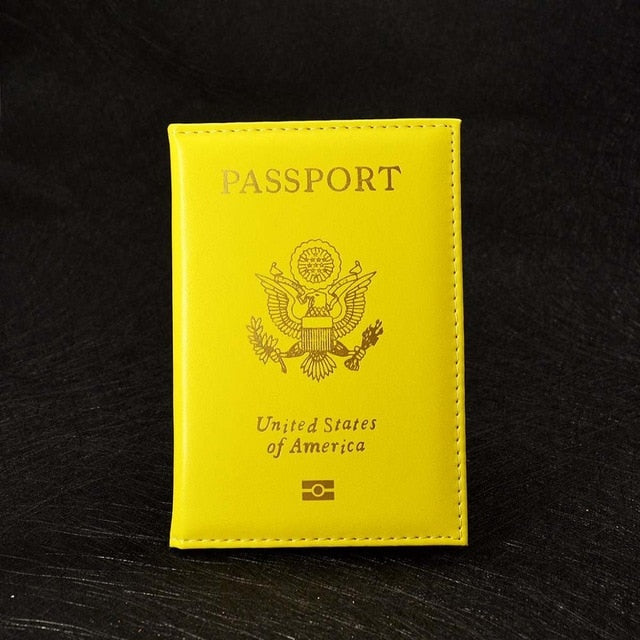 PASSPORT
United States
of America